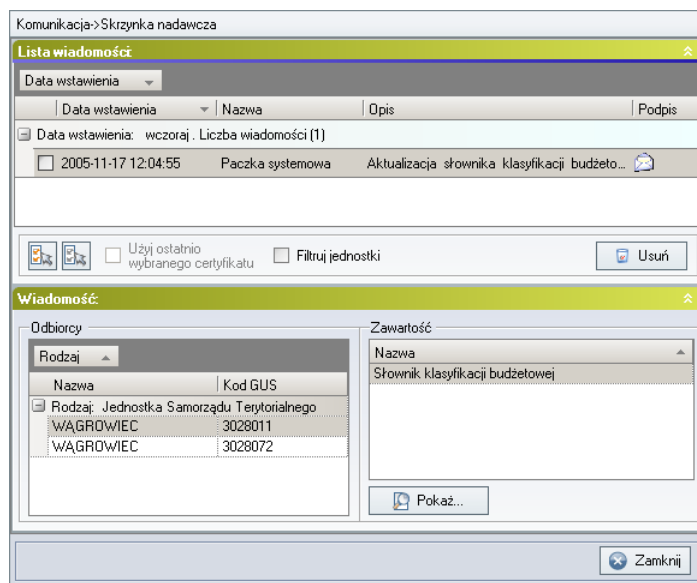 Komunikacja->Skrzynka nadawcza
Lista wiadomości:
Data wstawienia
Data wstawienia Nazwa Opis Podpis
Data wstawienia: wczoraj . Liczba wiadomości (1)
2005-11-17 12:04:55 Paczka systemowa Aktualizacja słownika klasyfikacji budżeto...
Użyj ostatnio
wybranego certyfikatu
Filtruj jednostki
Usuń
Wiadomość:
Odbiorcy
Rodzaj
Nazwa Kod GUS
Rodzaj: Jednostka Samorządu Terytorialnego
WĄGROWIEC 3028011
WĄGROWIEC 3028072
Zawartość
Nazwa
Słownik klasyfikacji budżetowej
Pokaż...
Zamknij